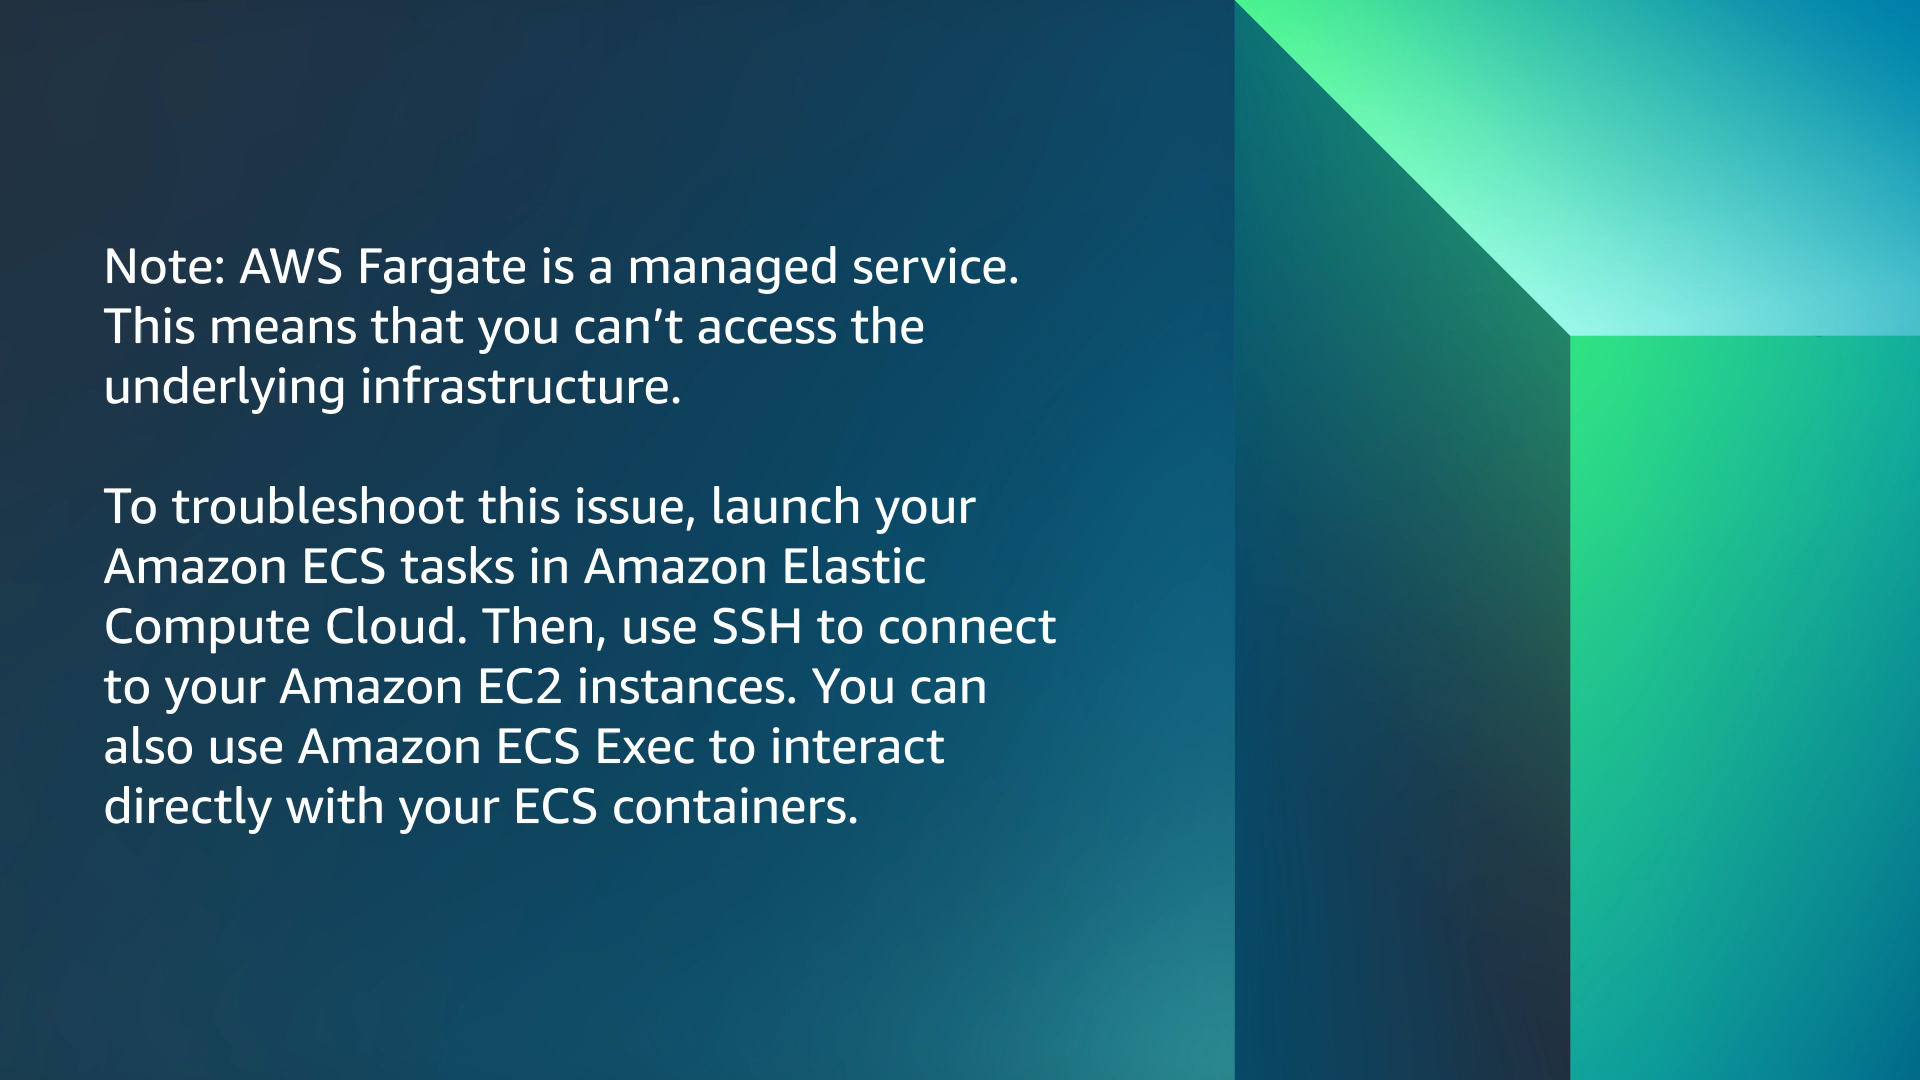 Note: AWS Fargate is a managed service.
This means that you can’t access the
underlying infrastructure.
To troubleshoot this issue, launch your
Amazon ECS tasks in Amazon Elastic
Compute Cloud. Then, use SSH to connect
to your Amazon EC2 instances. You can
also use Amazon ECS Exec to interact
directly with your ECS containers.